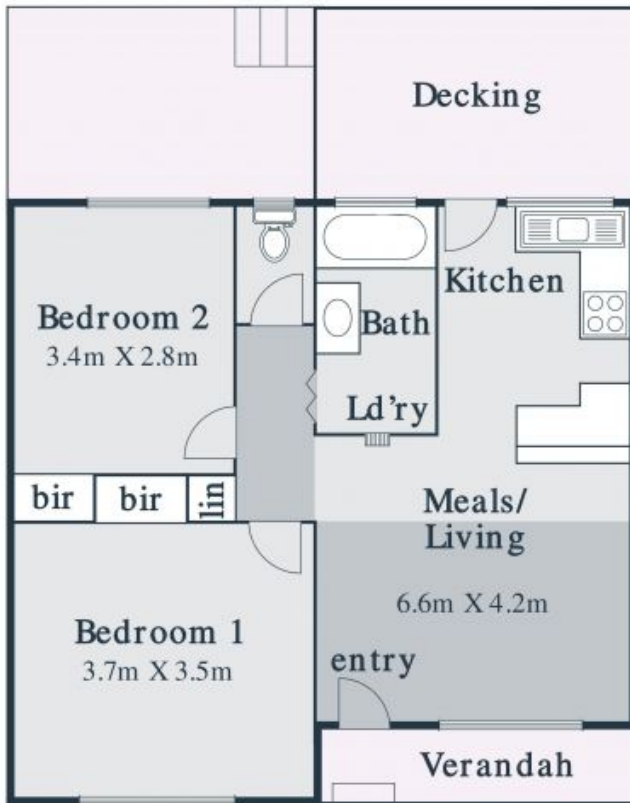 Decking
Kitchen
Bedroom 2
3.4m X 2.8m
Bath
Ld'ry
bir
bir
lin
Meals/
Living
6.6m X 4.2m
Bedroom 1
3.7m X 3.5m
entry
Verandah